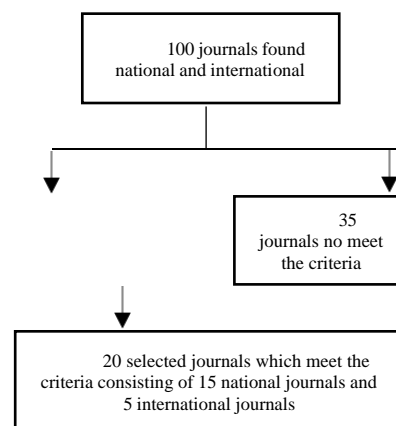 100 journals found
national and international
35
journals no meet
the criteria
20 selected journals which meet the
criteria consisting of 15 national journals and
5 international journals